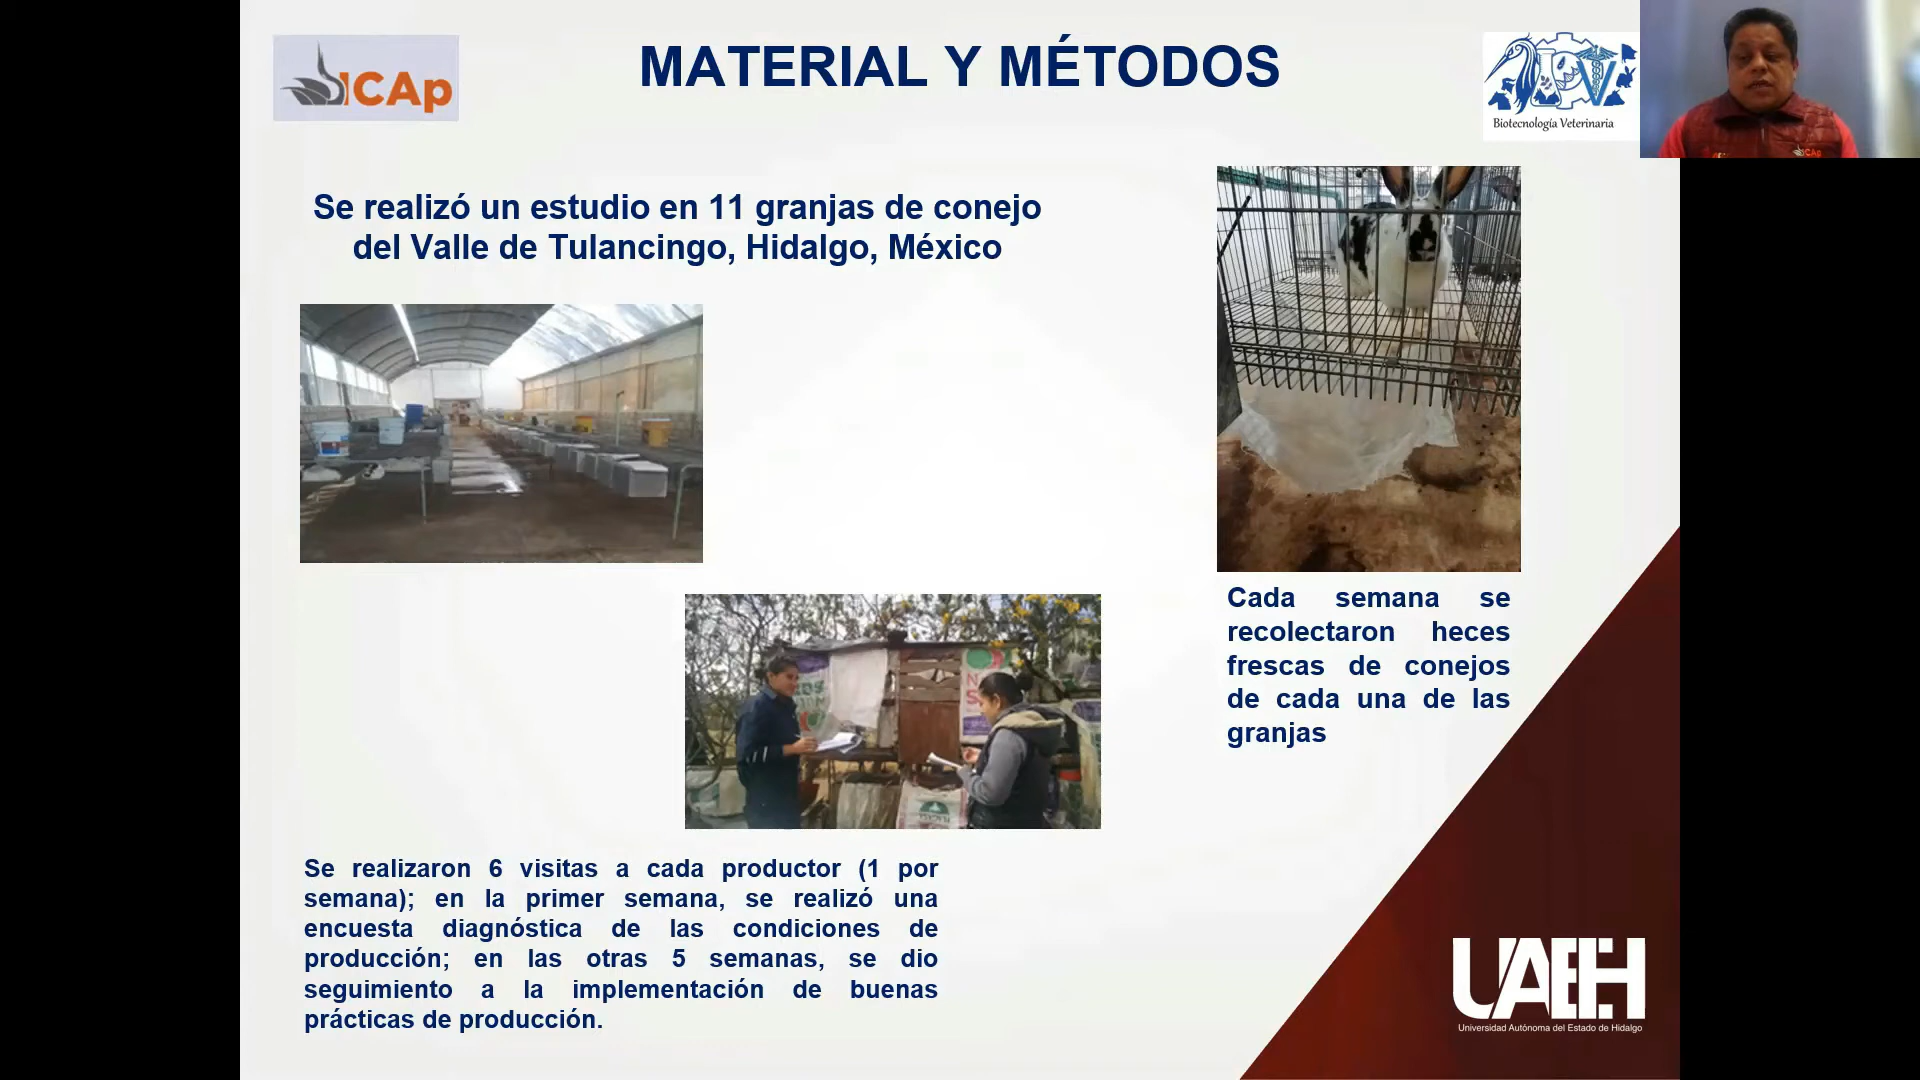 ICAp
MATERIAL Y MÉTODOS
Biotecnología Veterinaria
ICAp
Se realizó un estudio en 11 granjas de conejo
del Valle de Tulancingo, Hidalgo, México
Cada semana se
recolectaron heces
frescas de conejos
de cada una de las
granjas
Se realizaron 6 visitas a cada productor (1 por
semana); en la primer semana, se realizó una
encuesta diagnóstica de las condiciones de
producción; en las otras 5 semanas, se dio
seguimiento a la implementación de buenas
prácticas de producción.
UAEH
Universidad Autónoma del Estado de Hidalgo